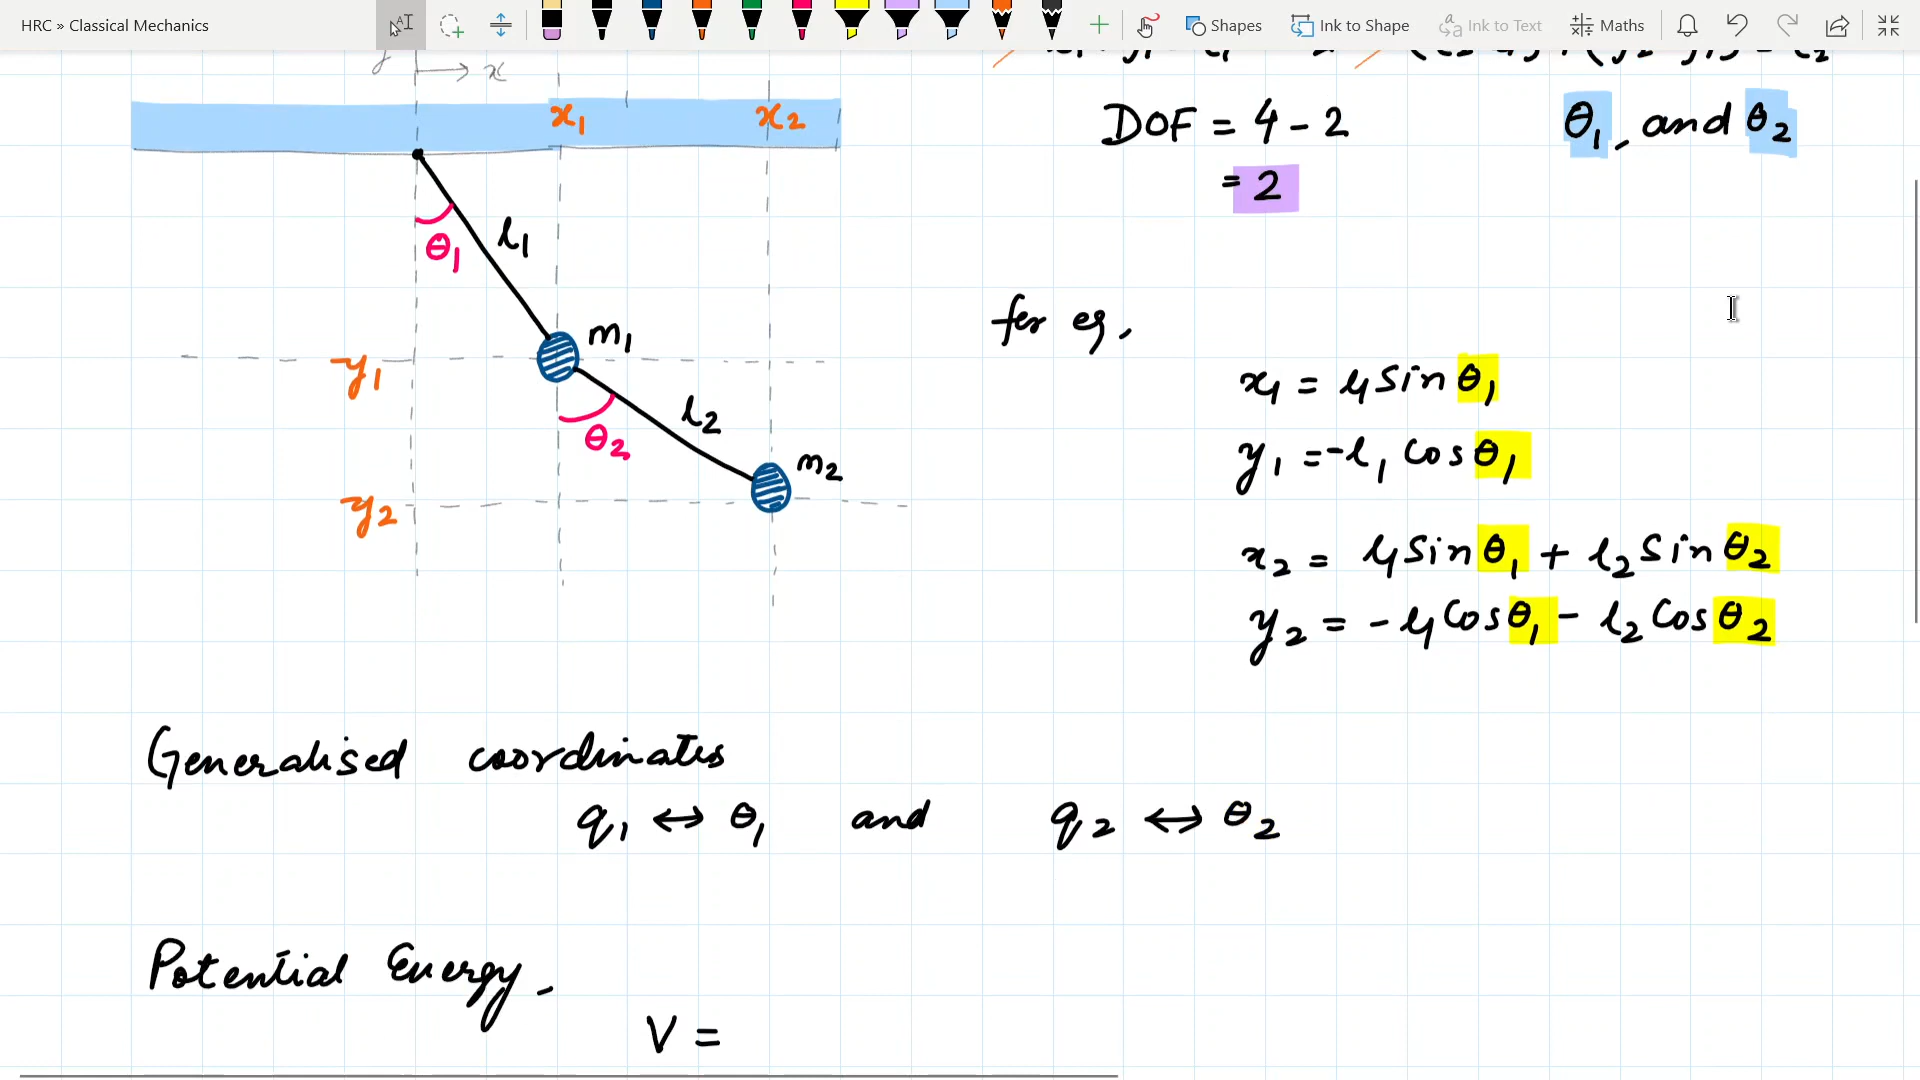 HRC » Classical Mechanics
Shapes
Ink to Shape
Ink to Text
Maths
x
x1
x2
θ1
l1
m1
-y1
θ2
l2
m2
-y2
DOF = 4 - 2
= 2
θ1, and θ2
for eg,
x1 = l1 sin θ1
y1 = -l1 cos θ1
x2 = l1 sin θ1 + l2 sin θ2
y2 = -l1 cos θ1 - l2 cos θ2
Generalised coordinates
q1 ↔ θ1 and q2 ↔ θ2
Potential Energy -
V =